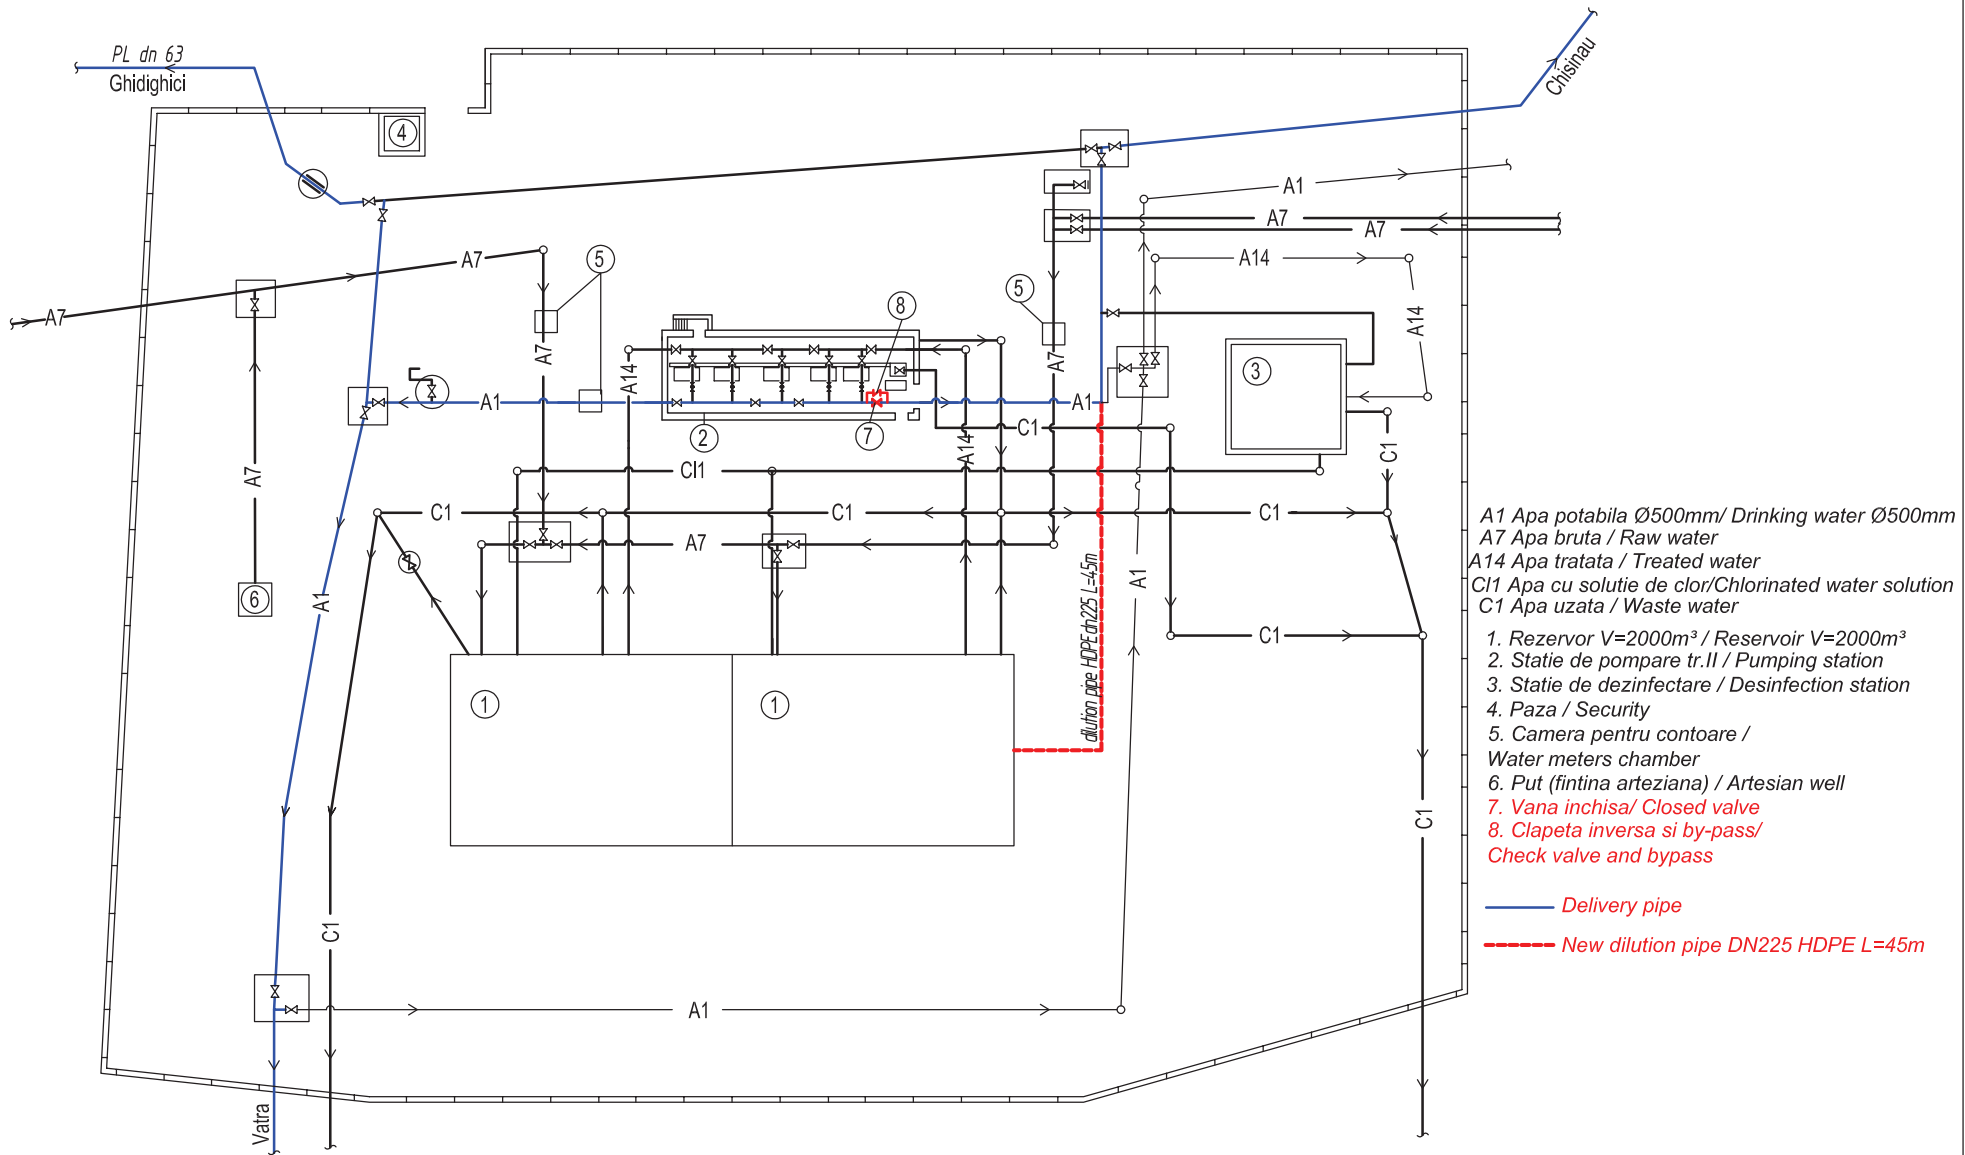 PL dn 63
Ghidighici
Chisinau
4
A1
A7
A7
A7
A14
5
5
8
A7
A14
A7
A7
A14
3
A1
A1
2
7
C1
A14
C1
A7
Cl1
C1
C1
C1
A7
dilution pipe HDPE dn225 L=45m
A1
6
A1
C1
1
1
C1
C1
A1
Vatra
A1 Apa potabila Ø500mm/ Drinking water Ø500mm
A7 Apa bruta / Raw water
A14 Apa tratata / Treated water
Cl1 Apa cu solutie de clor/Chlorinated water solution
C1 Apa uzata / Waste water
1. Rezervor V=2000m³ / Reservoir V=2000m³
2. Statie de pompare tr.II / Pumping station
3. Statie de dezinfectare / Desinfection station
4. Paza / Security
5. Camera pentru contoare /
Water meters chamber
6. Put (fintina arteziana) / Artesian well
7. Vana inchisa/ Closed valve
8. Clapeta inversa si by-pass/
Check valve and bypass
Delivery pipe
New dilution pipe DN225 HDPE L=45m